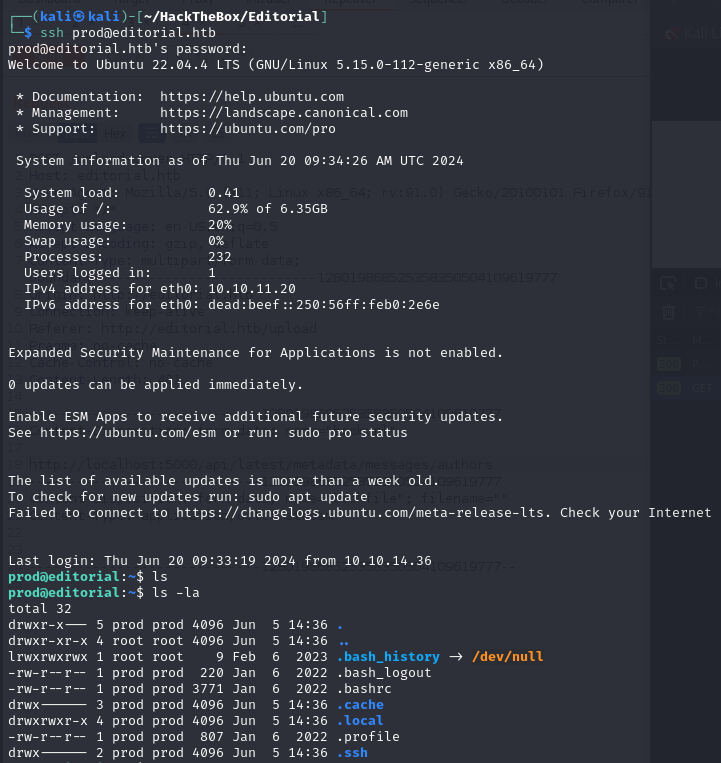 ┌──(kali㉿kali)-[~/HackTheBox/Editorial]
└─$ ssh prod@editorial.htb
prod@editorial.htb's password:
Welcome to Ubuntu 22.04.4 LTS (GNU/Linux 5.15.0-112-generic x86_64)

 * Documentation:  https://help.ubuntu.com
 * Management:     https://landscape.canonical.com
 * Support:        https://ubuntu.com/pro

 System information as of Thu Jun 20 09:34:26 AM UTC 2024

  System load:           0.41
  Usage of /:            62.9% of 6.35GB
  Memory usage:          20%
  Swap usage:            0%
  Processes:             232
  Users logged in:       1
  IPv4 address for eth0: 10.10.11.20
  IPv6 address for eth0: dead:beef::250:56ff:feb0:2e6e

Expanded Security Maintenance for Applications is not enabled.

0 updates can be applied immediately.

Enable ESM Apps to receive additional future security updates.
See https://ubuntu.com/esm or run: sudo pro status

http://localhost:5000/api/latest/metadata/messages/authors
The list of available updates is more than a week old.
To check for new updates run: sudo apt update
Failed to connect to https://changelogs.ubuntu.com/meta-release-lts. Check your Internet

Last login: Thu Jun 20 09:33:19 2024 from 10.10.14.36
prod@editorial:~$ ls
prod@editorial:~$ ls -la
total 32
drwxr-x--- 5 prod prod 4096 Jun  5 14:36 .
drwxr-xr-x 4 root root 4096 Jun  5 14:36 ..
lrwxrwxrwx 1 root root    9 Feb  6  2023 .bash_history -> /dev/null
-rw-r--r-- 1 prod prod  220 Jan  6  2022 .bash_logout
-rw-r--r-- 1 prod prod 3771 Jan  6  2022 .bashrc
drwx------ 3 prod prod 4096 Jun  5 14:36 .cache
drwxrwxr-x 4 prod prod 4096 Jun  5 14:36 .local
-rw-r--r-- 1 prod prod  807 Jan  6  2022 .profile
drwx------ 2 prod prod 4096 Jun  5 14:36 .ssh